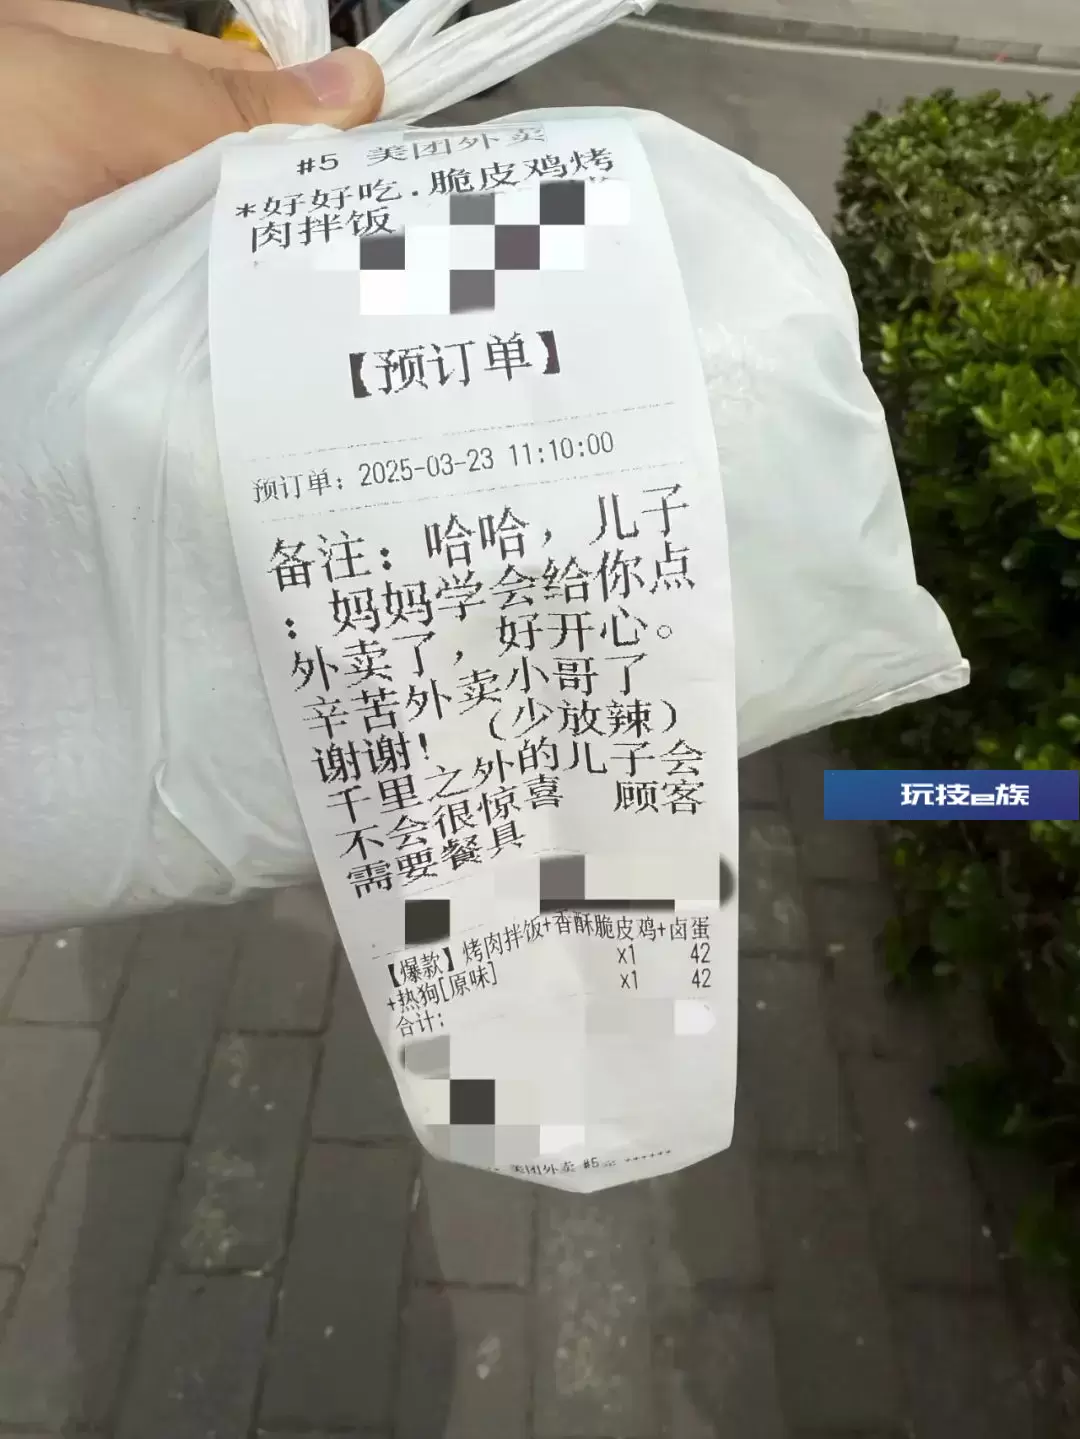 #5 美团外卖
*好好吃.脆皮鸡烤
肉拌饭
【预订单】
预订单: 2025-03-23 11:10:00
备注: 哈哈, 儿子
: 妈妈学会给你点
外卖了, 好开心。
辛苦外卖小哥了
谢谢! (少放辣)
千里之外的儿子会
不会很惊喜 顾客
需要餐具
【爆款】烤肉拌饭+香酥脆皮鸡+卤蛋
+热狗[原味] x1 42
合计: x1 42
美团外卖 #5
玩技e族